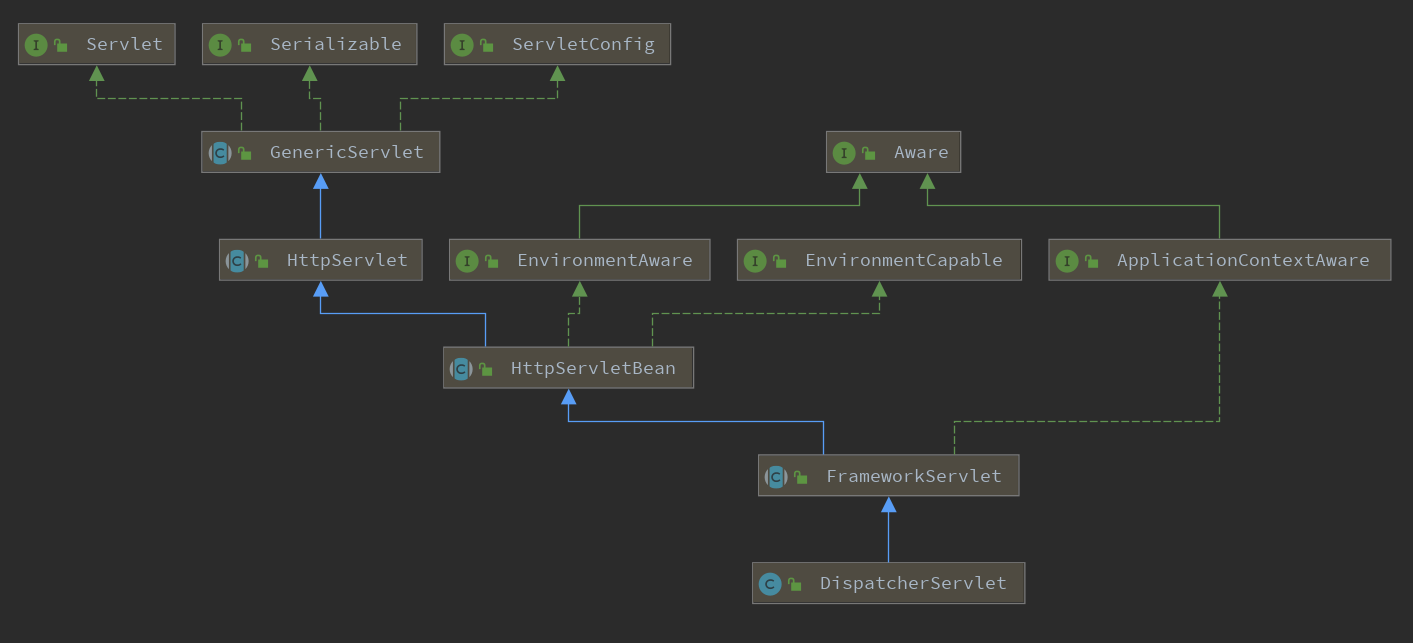 I Servlet
I Serializable
I ServletConfig
C GenericServlet
I Aware
C HttpServlet
I EnvironmentAware
I EnvironmentCapable
I ApplicationContextAware
C HttpServletBean
C FrameworkServlet
C DispatcherServlet